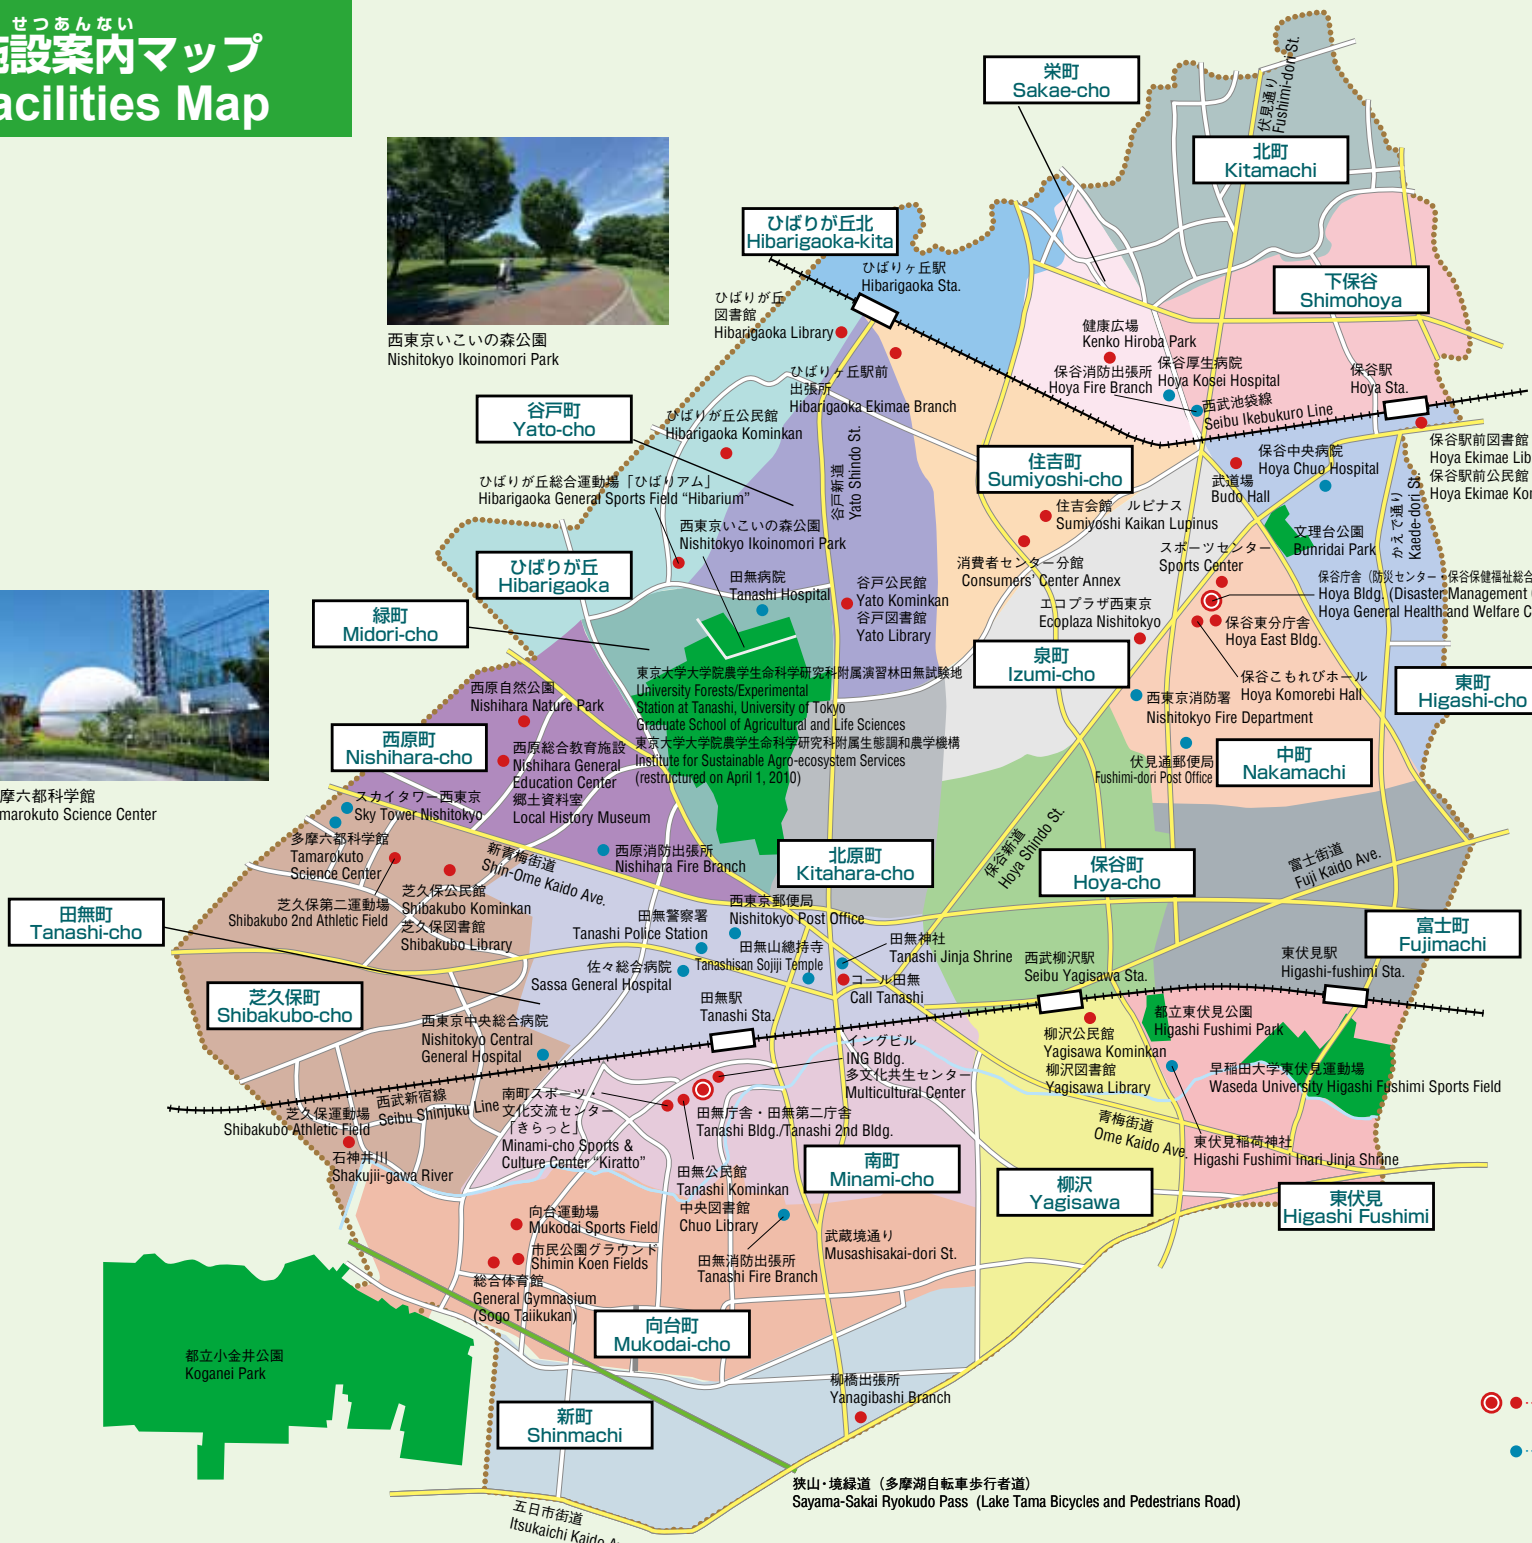 せつあんない
施設案内マップ
acilities Map
栄町
Sakae-cho
伏見通り
Fushimi-dori St.
北町
Kitamachi
西東京いこいの森公園
Nishitokyo Ikoinomori Park
ひばりが丘北
Hibarigaoka-kita
ひばりヶ丘駅
Hibarigaoka Sta.
下保谷
Shimohoya
ひばりが丘
図書館
Hibarigaoka Library
健康広場
Kenko Hiroba Park
保谷消防出張所
Hoya Fire Branch
保谷厚生病院
Hoya Kosei Hospital
保谷駅
Hoya Sta.
西武池袋線
Seibu Ikebukuro Line
ひばりヶ丘駅前
出張所
Hibarigaoka Ekimae Branch
谷戸町
Yato-cho
ひばりが丘公民館
Hibarigaoka Kominkan
谷戸新道
Yato Shindo St.
住吉町
Sumiyoshi-cho
保谷中央病院
Hoya Chuo Hospital
武道場
Budo Hall
保谷駅前図書館
Hoya Ekimae Lib
保谷駅前公民館
Hoya Ekimae Ko
かえで通り
Kaede-dori St.
ひばりが丘総合運動場「ひばりアム」
Hibarigaoka General Sports Field “Hibarium”
西東京いこいの森公園
Nishitokyo Ikoinomori Park
住吉会館　ルピナス
Sumiyoshi Kaikan Lupinus
消費者センター分館
Consumers’ Center Annex
文理台公園
Bunridai Park
スポーツセンター
Sports Center
ひばりが丘
Hibarigaoka
田無病院
Tanashi Hospital
谷戸公民館
Yato Kominkan
谷戸図書館
Yato Library
エコプラザ西東京
Ecoplaza Nishitokyo
保谷庁舎（防災センター・保谷保健福祉総合
Hoya Bldg. (Disaster Management
Hoya General Health and Welfare C
保谷東分庁舎
Hoya East Bldg.
緑町
Midori-cho
泉町
Izumi-cho
保谷こもれびホール
Hoya Komorebi Hall
東町
Higashi-cho
西東京消防署
Nishitokyo Fire Department
東京大学大学院農学生命科学研究科附属演習林田無試験地
University Forests/Experimental
Station at Tanashi, University of Tokyo
Graduate School of Agricultural and Life Sciences
東京大学大学院農学生命科学研究科附属生態調和農学機構
Institute for Sustainable Agro-ecosystem Services
(restructured on April 1, 2010)
西原自然公園
Nishihara Nature Park
西原町
Nishihara-cho
西原総合教育施設
Nishihara General
Education Center
郷土資料室
Local History Museum
伏見通郵便局
Fushimi-dori Post Office
中町
Nakamachi
摩六都科学館
marokuto Science Center
スカイタワー西東京
Sky Tower Nishitokyo
多摩六都科学館
Tamarokuto
Science Center
新青梅街道
Shin-Ome Kaido Ave.
西原消防出張所
Nishihara Fire Branch
北原町
Kitahara-cho
保谷新道
Hoya Shindo St.
保谷町
Hoya-cho
富士街道
Fuji Kaido Ave.
芝久保第二運動場
Shibakubo 2nd Athletic Field
芝久保公民館
Shibakubo Kominkan
芝久保図書館
Shibakubo Library
田無町
Tanashi-cho
田無警察署
Tanashi Police Station
西東京郵便局
Nishitokyo Post Office
田無山總持寺
Tanashisan Sojiji Temple
田無神社
Tanashi Jinja Shrine
コール田無
Call Tanashi
佐々総合病院
Sassa General Hospital
西武柳沢駅
Seibu Yagisawa Sta.
富士町
Fujimachi
東伏見駅
Higashi-fushimi Sta.
芝久保町
Shibakubo-cho
田無駅
Tanashi Sta.
西東京中央総合病院
Nishitokyo Central
General Hospital
イングビル
ING Bldg.
多文化共生センター
Multicultural Center
柳沢公民館
Yagisawa Kominkan
柳沢図書館
Yagisawa Library
都立東伏見公園
Higashi Fushimi Park
早稲田大学東伏見運動場
Waseda University Higashi Fushimi Sports Field
西武新宿線
Seibu Shinjuku Line
芝久保運動場
Shibakubo Athletic Field
石神井川
Shakujii-gawa River
南町スポーツ・
文化交流センター
「きらっと」
Minami-cho Sports &
Culture Center “Kiratto”
田無庁舎・田無第二庁舎
Tanashi Bldg./Tanashi 2nd Bldg.
青梅街道
Ome Kaido Ave.
東伏見稲荷神社
Higashi Fushimi Inari Jinja Shrine
田無公民館
Tanashi Kominkan
中央図書館
Chuo Library
南町
Minami-cho
柳沢
Yagisawa
東伏見
Higashi Fushimi
向台運動場
Mukodai Sports Field
市民公園グラウンド
Shimin Koen Fields
総合体育館
General Gymnasium
(Sogo Taiikukan)
田無消防出張所
Tanashi Fire Branch
武蔵境通り
Musashisakai-dori St.
向台町
Mukodai-cho
都立小金井公園
Koganei Park
新町
Shinmachi
柳橋出張所
Yanagibashi Branch
狭山・境緑道（多摩湖自転車歩行者道）
Sayama-Sakai Ryokudo Pass (Lake Tama Bicycles and Pedestrians Road)
五日市街道
Itsukaichi Kaido